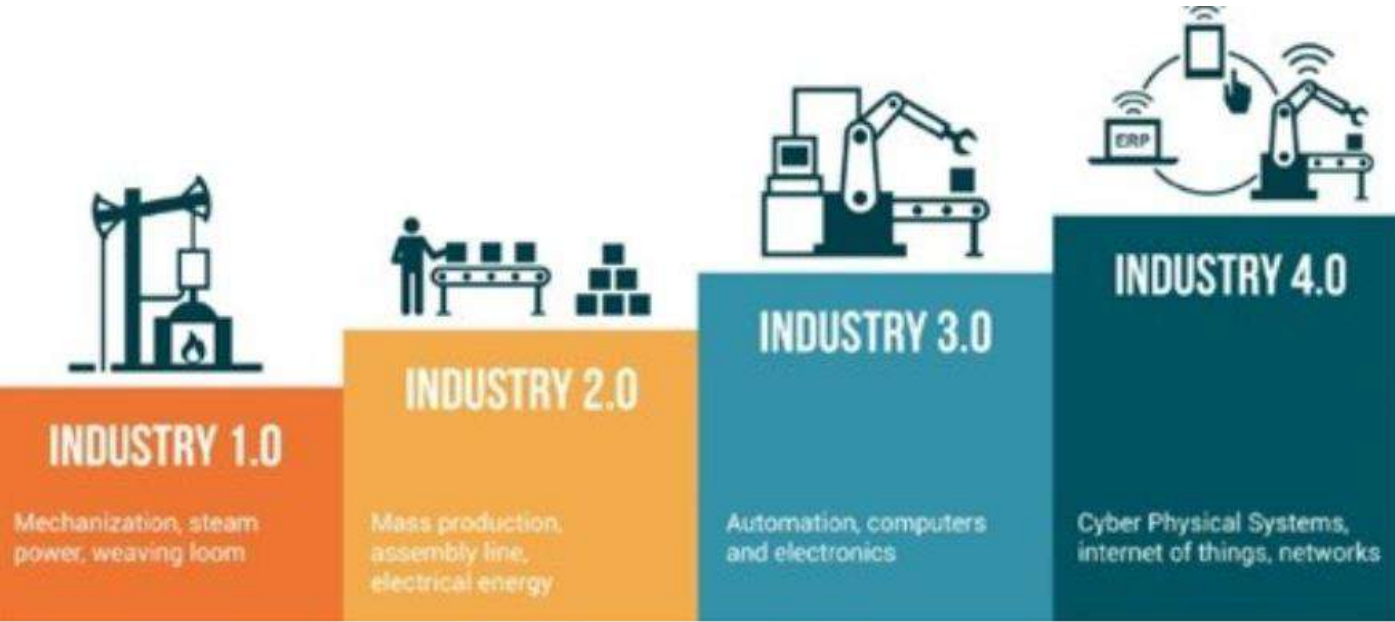 INDUSTRY 1.0
Mechanization, steam
power, weaving loom
INDUSTRY 2.0
Mass production,
assembly line,
electrical energy
INDUSTRY 3.0
Automation, computers
and electronics
ERP
INDUSTRY 4.0
Cyber Physical Systems,
internet of things, networks